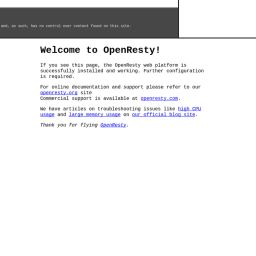 and, as such, has no control over content found on this site.
Welcome to OpenResty!
If you see this page, the OpenResty web platform is
successfully installed and working. Further configuration
is required.
For online documentation and support please refer to our
openresty.org site
Commercial support is available at openresty.com.
We have articles on troubleshooting issues like high CPU
usage and large memory usage on our official blog site.
Thank you for flying OpenResty.